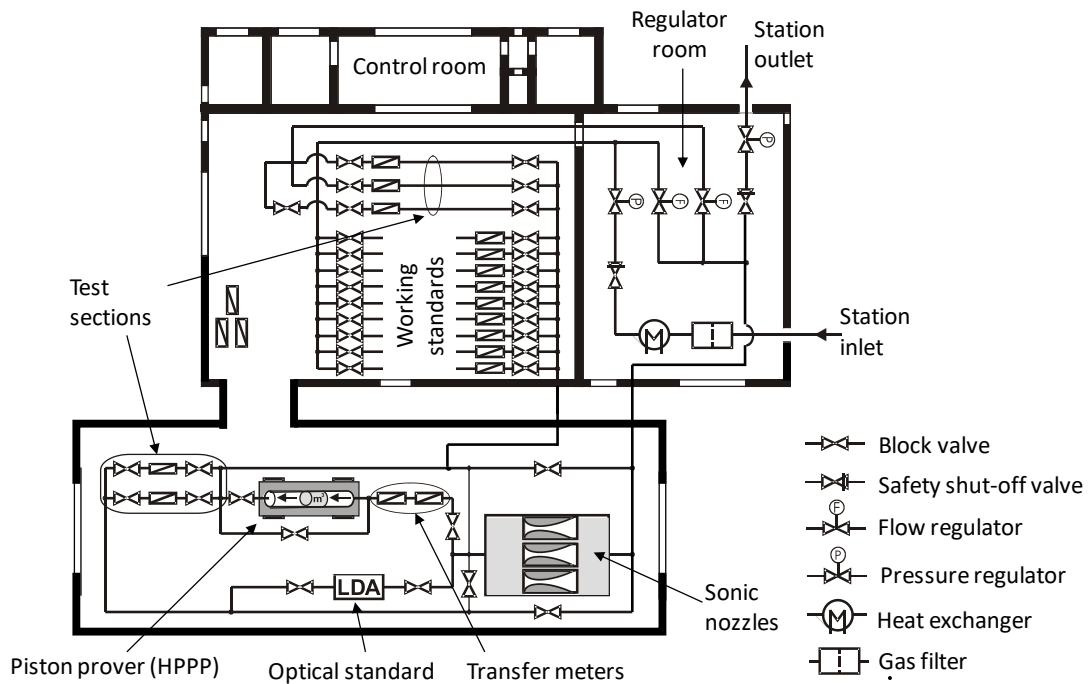 Regulator
room
Station
outlet
Control room
P
P
F
F
Working
standards
Test
sections
Station
inlet
M
m³
LDA
Block valve
Safety shut-off valve
F
Flow regulator
P
Pressure regulator
M
Heat exchanger
Gas filter
Sonic
nozzles
Piston prover (HPPP)
Optical standard
Transfer meters